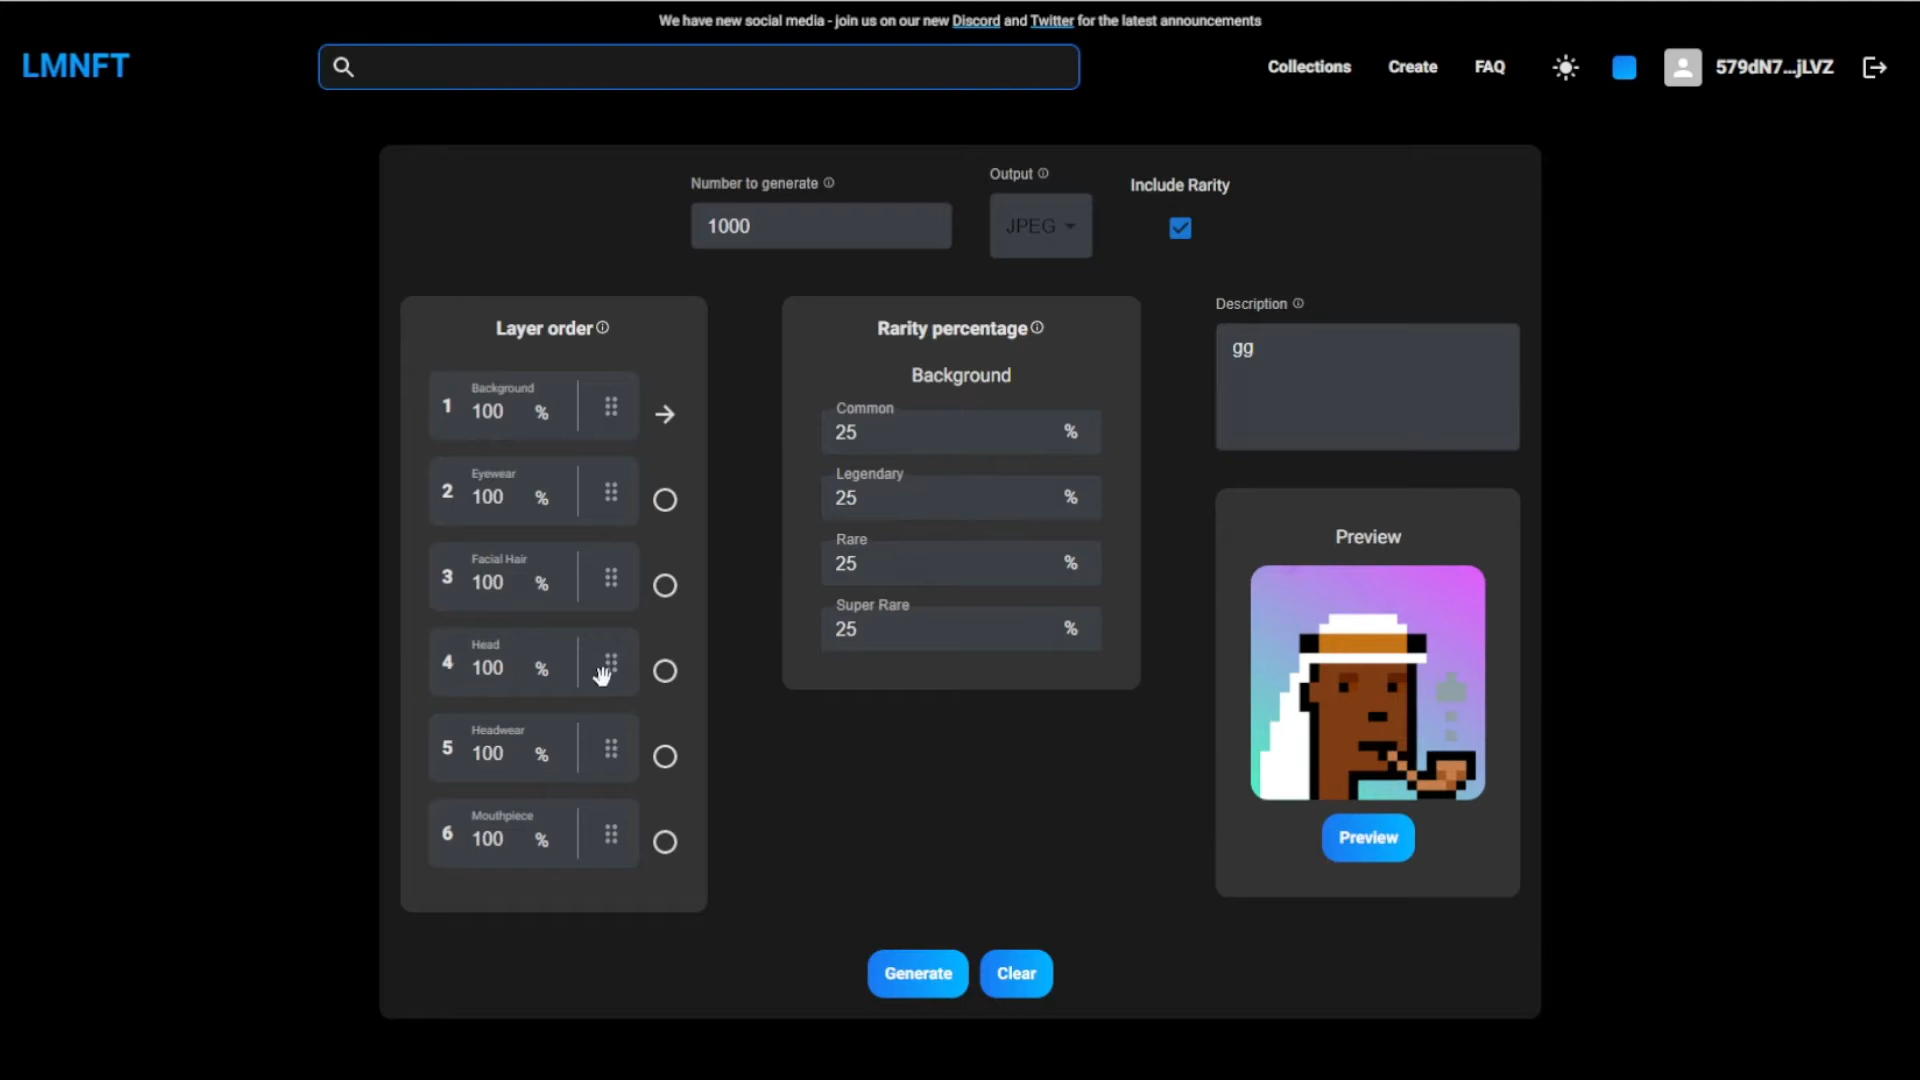 We have new social media - join us on our new Discord and Twitter for the latest announcements
LMNFT
Collections
Create
FAQ
579dN7...jLVZ
Number to generate
1000
Output
JPEG
Include Rarity
Layer order
1
Background
100 %
2
Eyewear
100 %
3
Facial Hair
100 %
4
Head
100 %
5
Headwear
100 %
6
Mouthpiece
100 %
Rarity percentage
Background
Common
25 %
Legendary
25 %
Rare
25 %
Super Rare
25 %
Description
gg
Preview
Preview
Generate
Clear